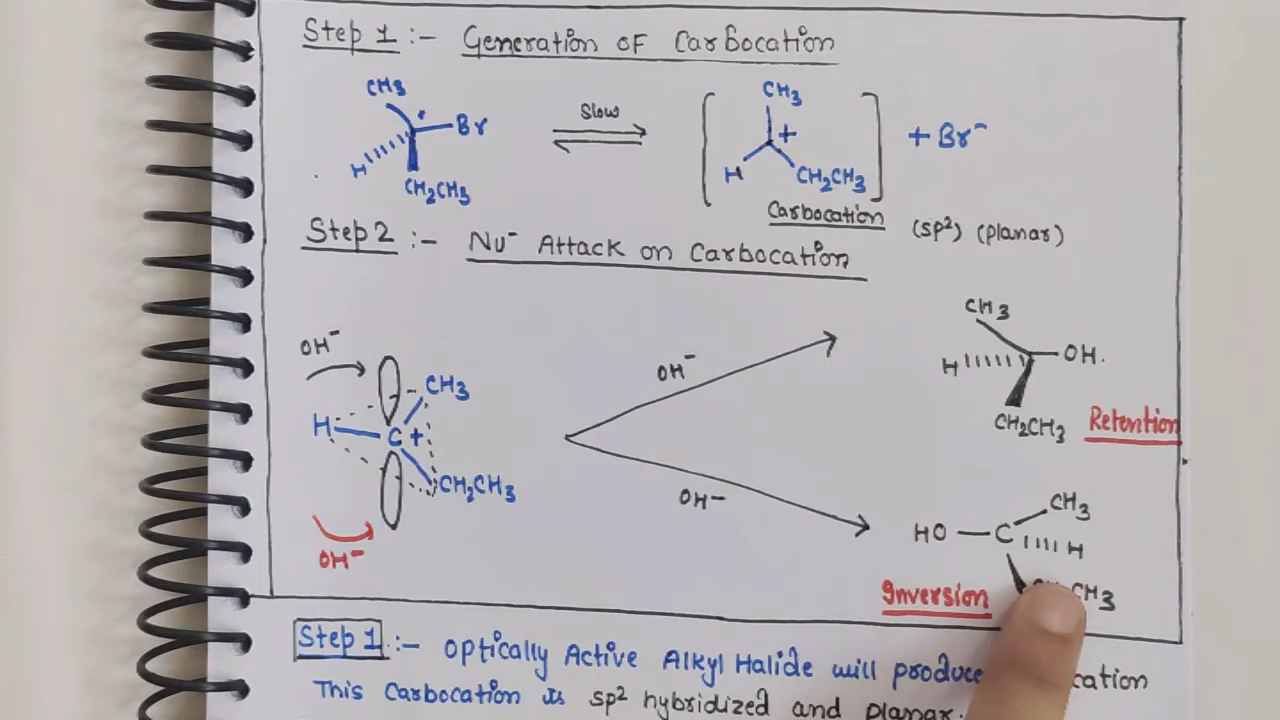 Step 1 :- Generation of Carbocation
CH3
Br
H
CH2CH3
Slow
CH3
+
H
CH2CH3
+ Br-
Carbocation (sp2) (planar)
Step 2 :- Nu- Attack on Carbocation
OH-
H
C+
CH3
CH2CH3
OH-
OH-
OH-
CH3
H
OH.
CH2CH3
Retention
HO
C
CH3
H
CH3
Inversion
Step 1 :- Optically Active Alkyl Halide will produce
This Carbocation is sp2 hybridized and planar.